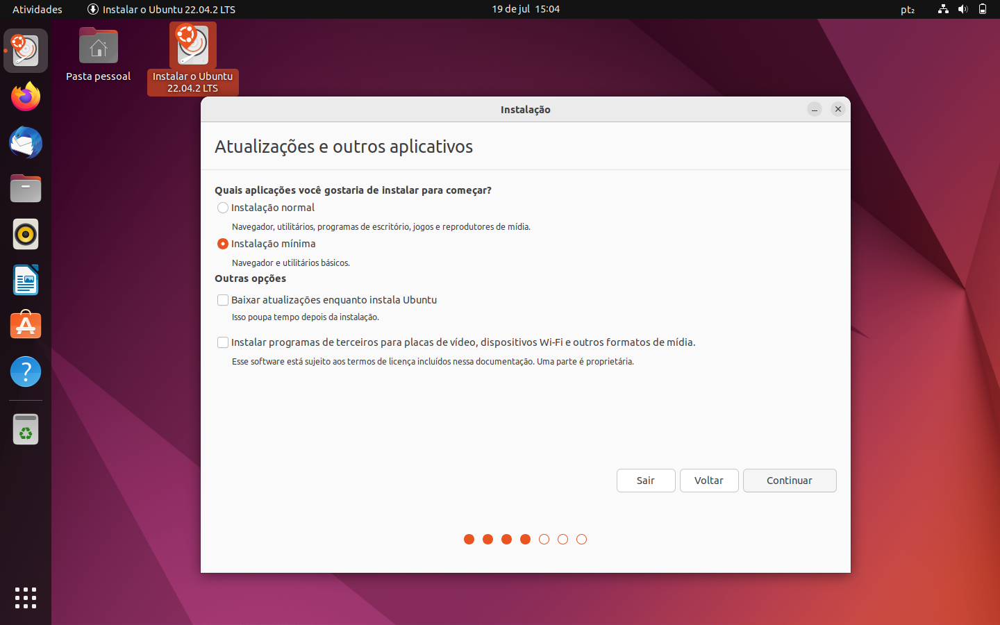 Atividades
Instalar o Ubuntu 22.04.2 LTS
19 de jul 15:04
pt₂
Pasta pessoal
Instalar o Ubuntu
22.04.2 LTS
Instalação
Atualizações e outros aplicativos
Quais aplicações você gostaria de instalar para começar?
Instalação normal
Navegador, utilitários, programas de escritório, jogos e reprodutores de mídia.
Instalação mínima
Navegador e utilitários básicos.
Outras opções
Baixar atualizações enquanto instala Ubuntu
Isso poupa tempo depois da instalação.
Instalar programas de terceiros para placas de vídeo, dispositivos Wi-Fi e outros formatos de mídia.
Esse software está sujeito aos termos de licença incluídos nessa documentação. Uma parte é proprietária.
Sair
Voltar
Continuar